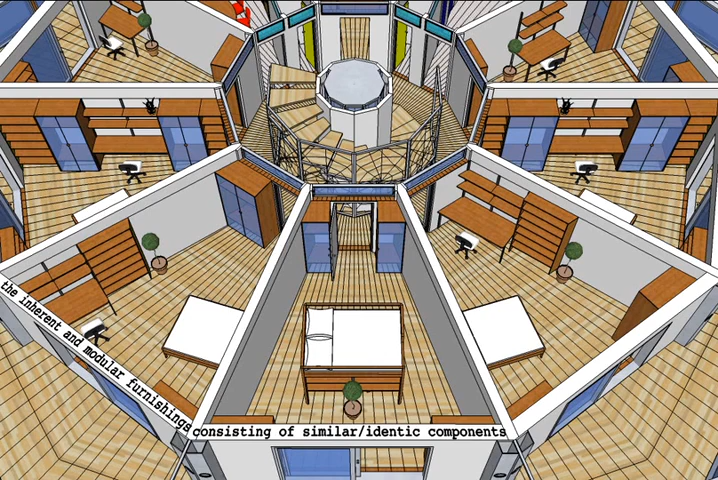 the inherent and modular furnishings
consisting of similar/identic components